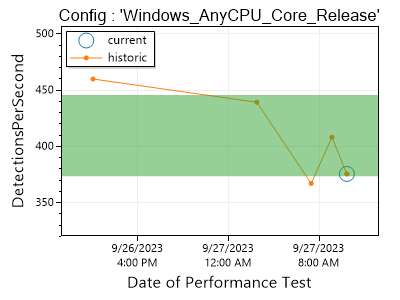 Config : 'Windows_AnyCPU_Core_Release'
500
450
400
350
DetectionsPerSecond
current
historic
9/26/2023
4:00 PM
9/27/2023
12:00 AM
9/27/2023
8:00 AM
Date of Performance Test